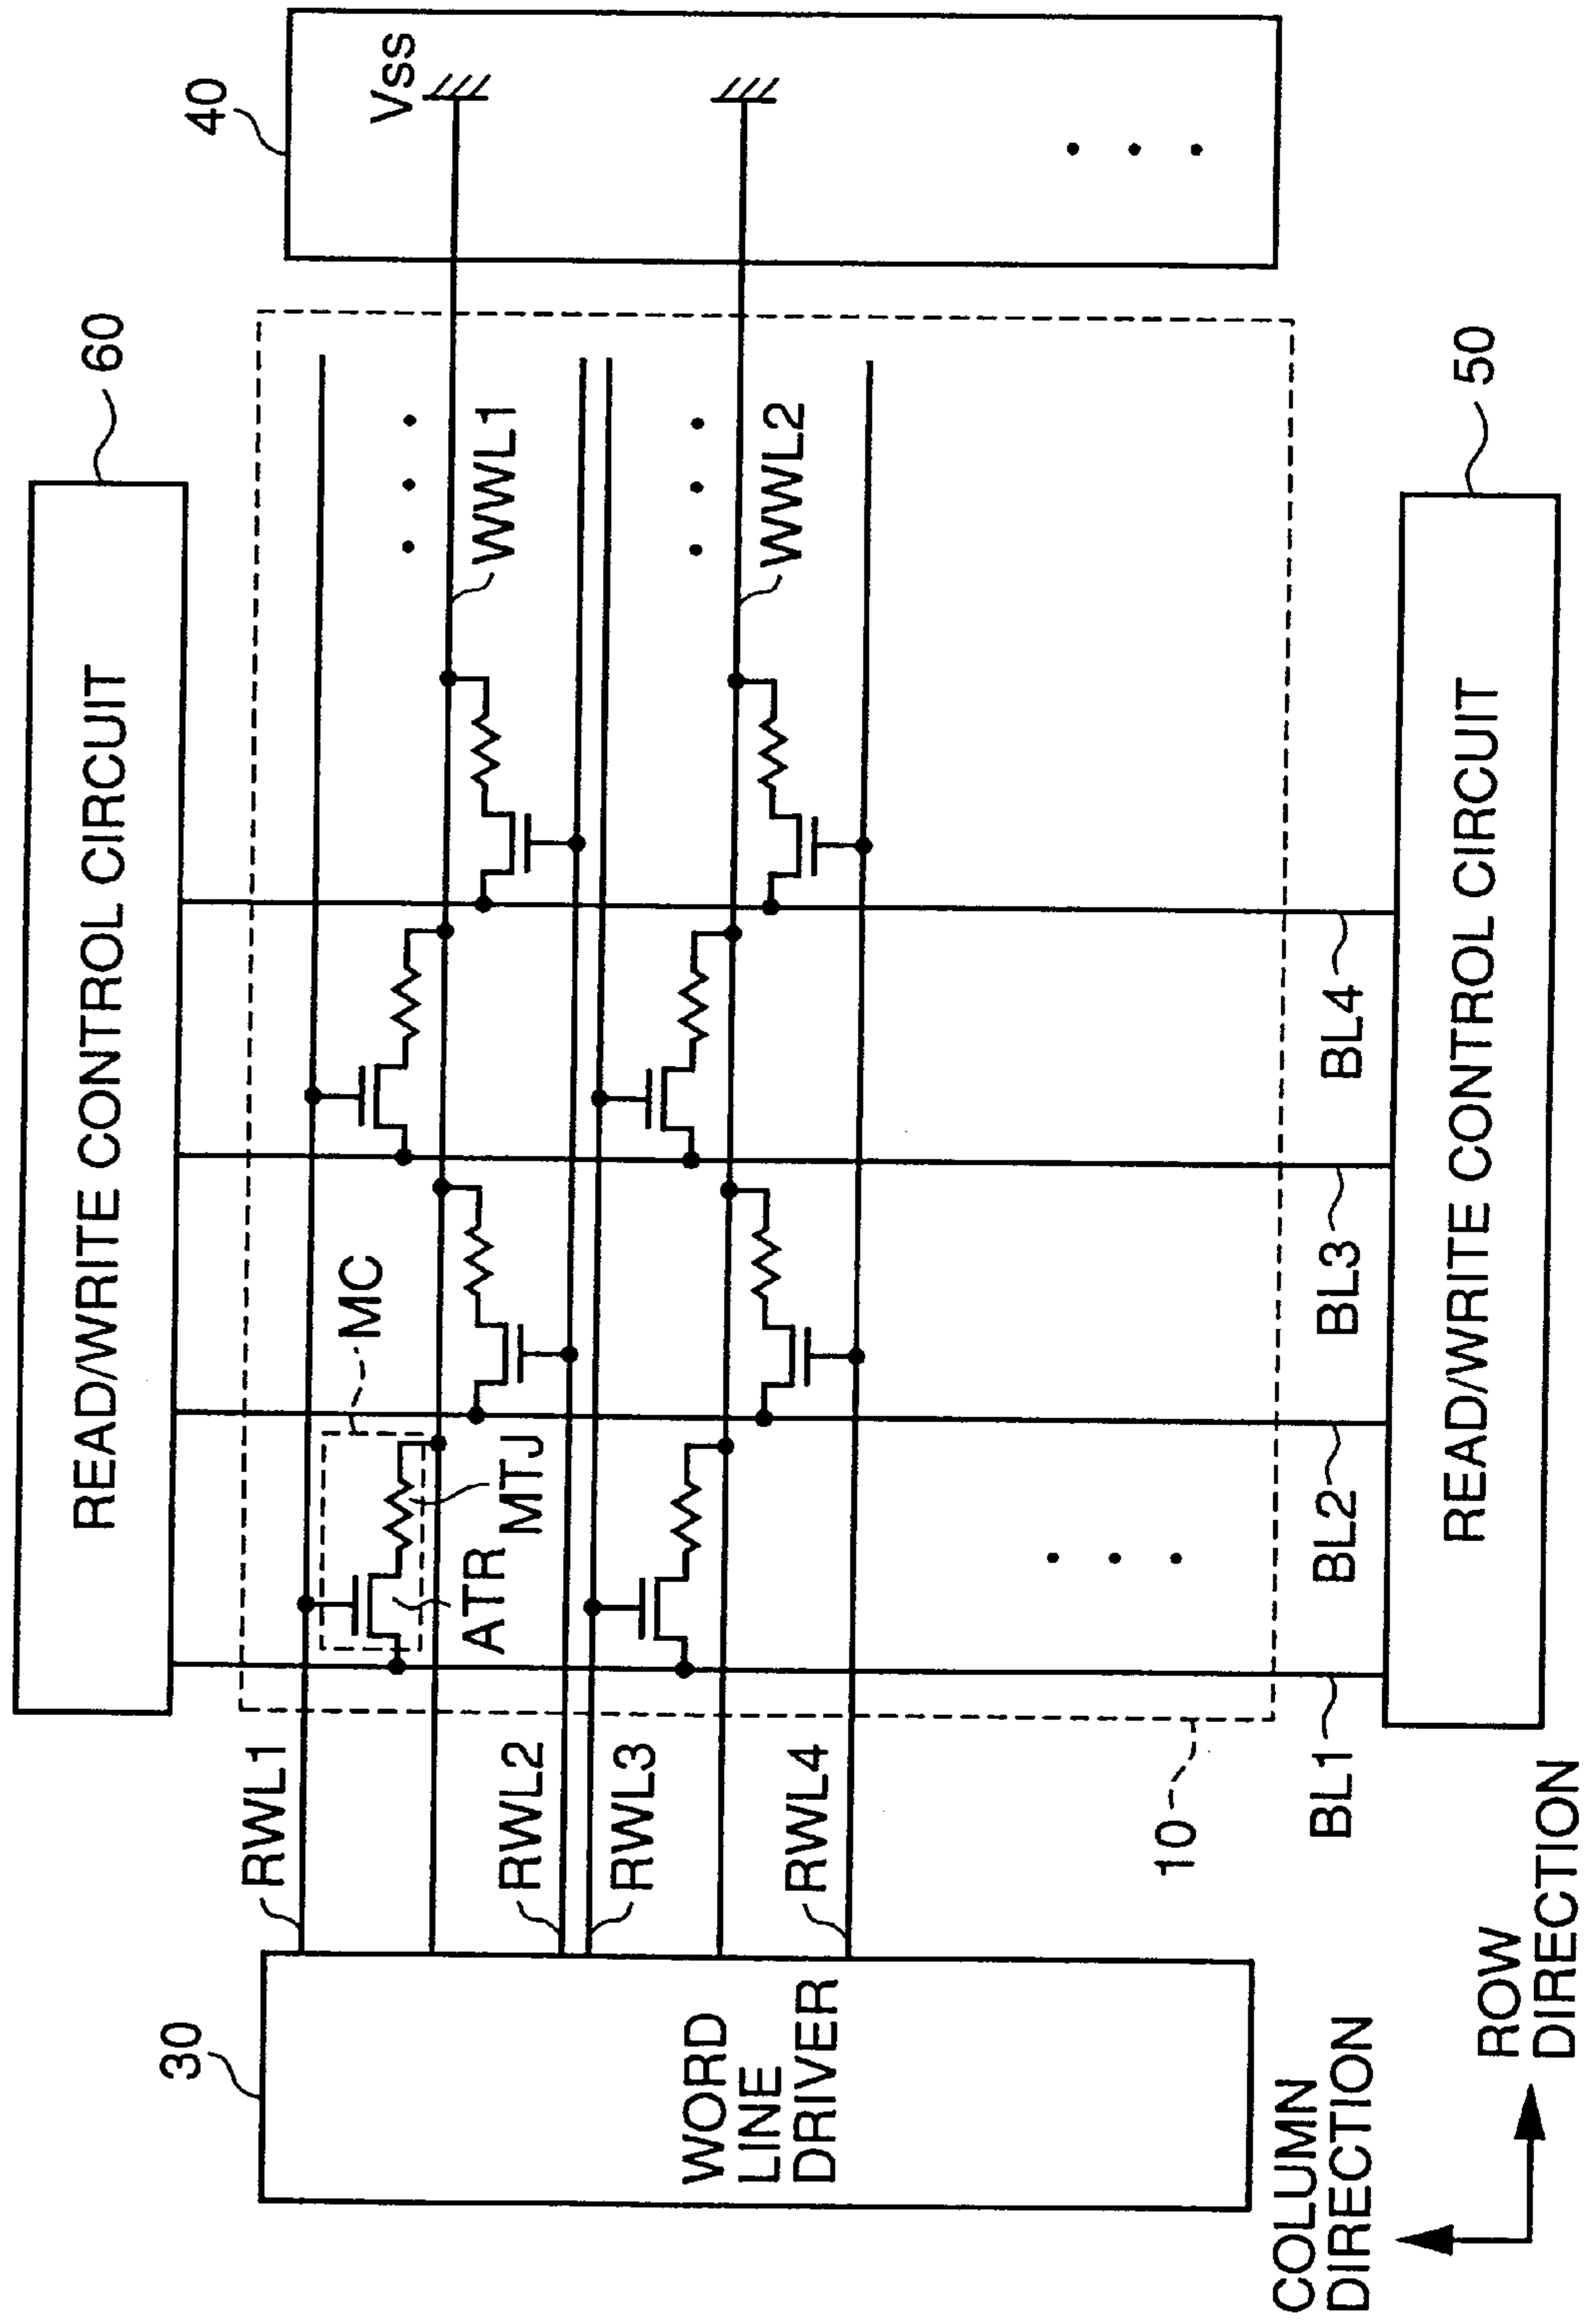 60
READ/WRITE CONTROL CIRCUIT
40
Vss
RWL1
MC
MTJ
ATR
WWL1
30
WORD
LINE
DRIVER
RWL2
RWL3
WWL2
RWL4
10
BL1
BL2
BL3
BL4
50
READ/WRITE CONTROL CIRCUIT
COLUMN
DIRECTION
ROW
DIRECTION